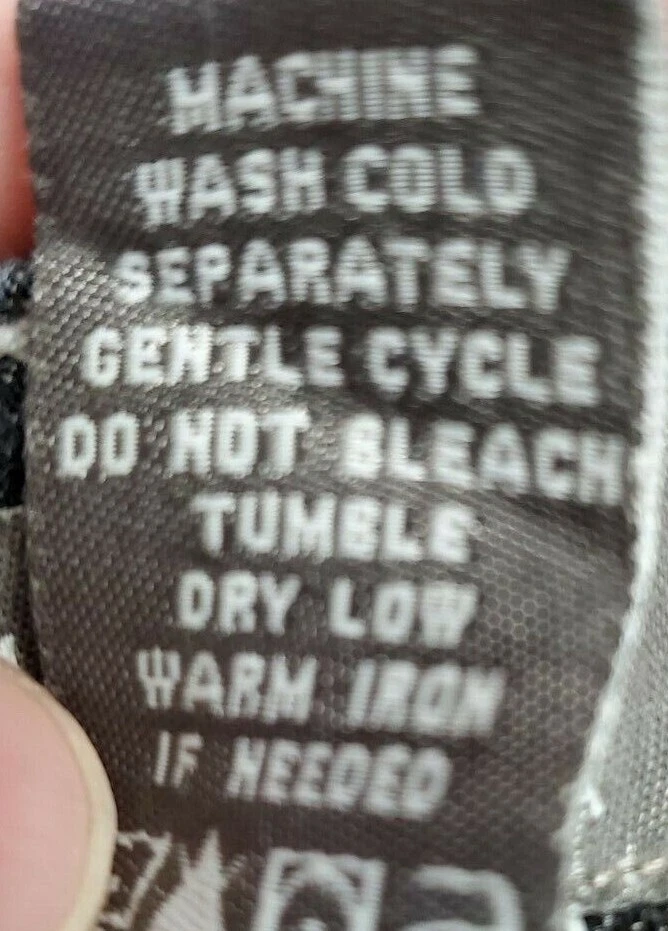 MACHINE
WASH COLD
SEPARATELY
GENTLE CYCLE
DO NOT BLEACH
TUMBLE
DRY LOW
WARM IRON
IF NEEDED